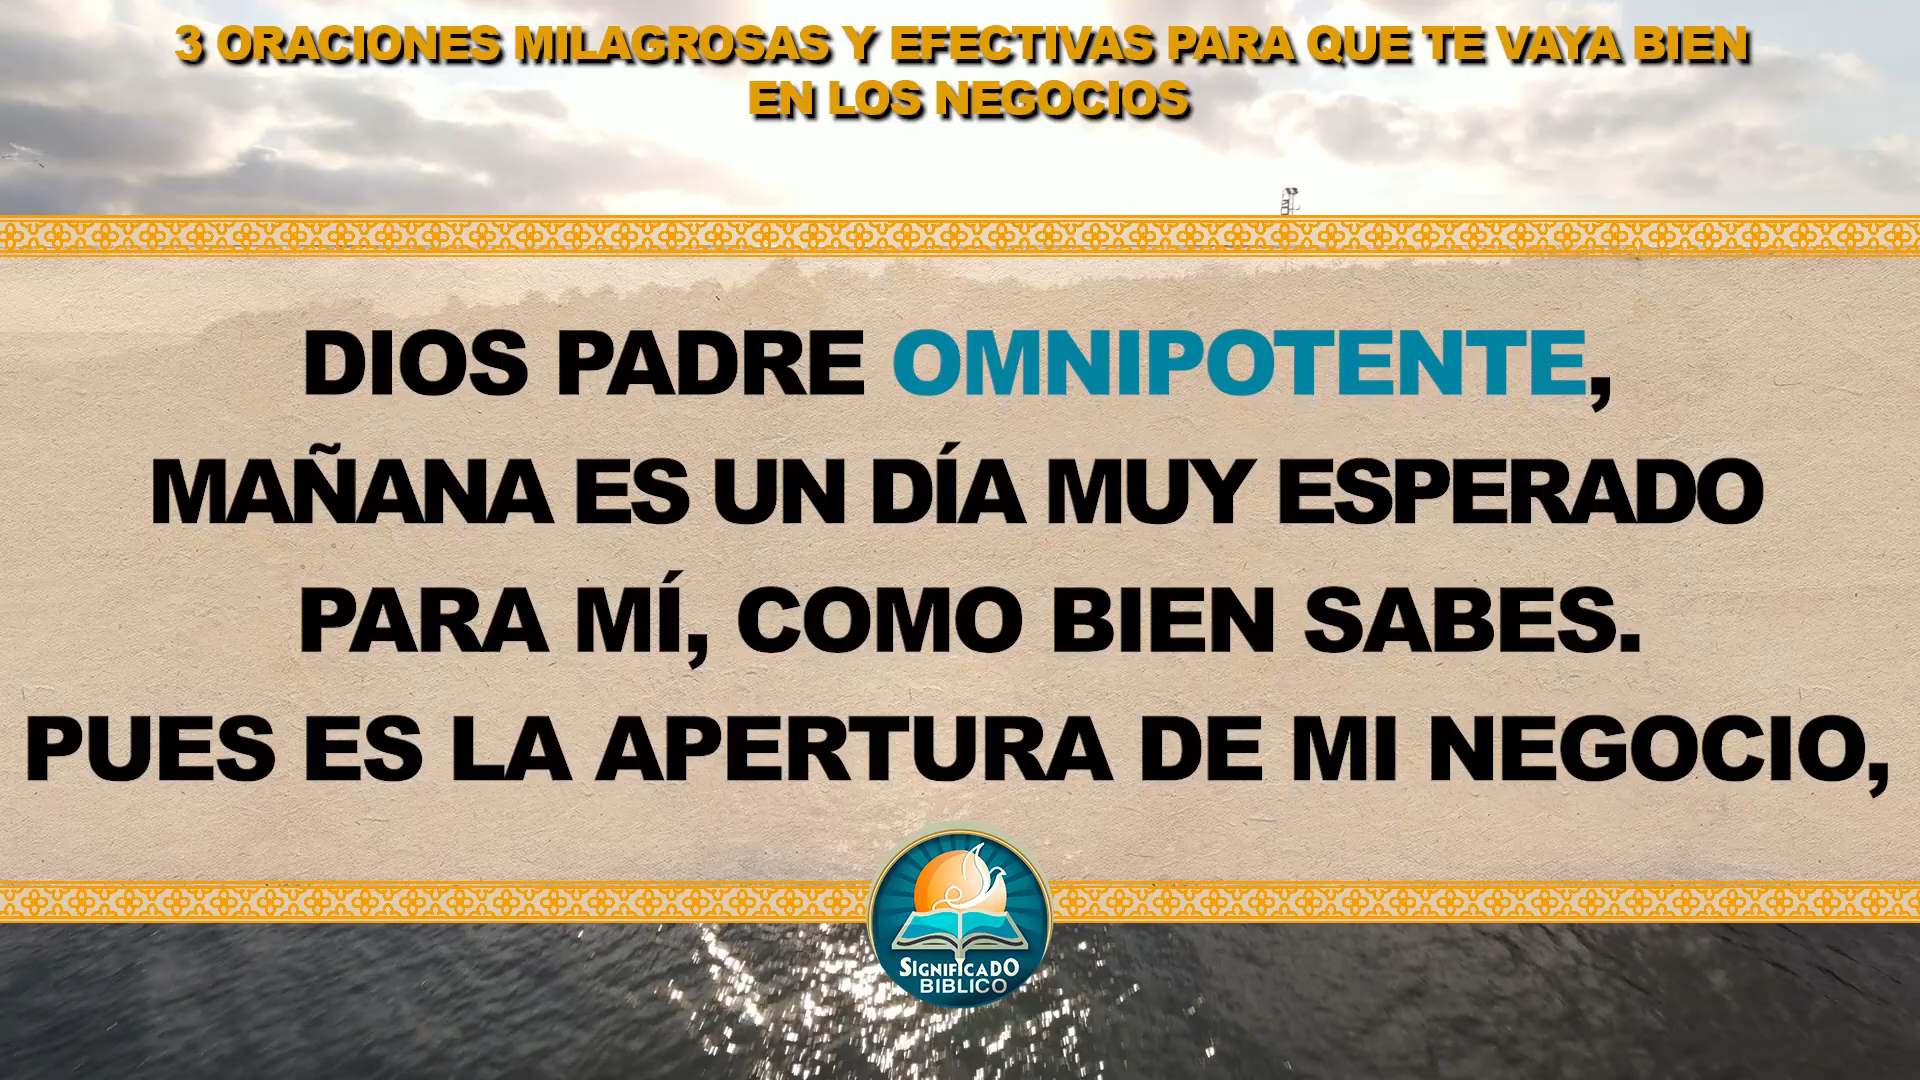 3 ORACIONES MILAGROSAS Y EFECTIVAS PARA QUE TE VAYA BIEN
EN LOS NEGOCIOS
DIOS PADRE OMNIPOTENTE,
MAÑANA ES UN DÍA MUY ESPERADO
PARA MÍ, COMO BIEN SABES.
PUES ES LA APERTURA DE MI NEGOCIO,
SIGNIFICADO
BIBLICO